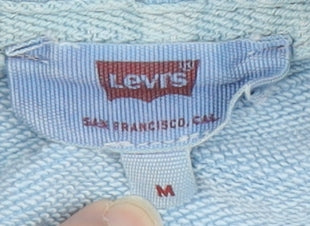 Levi's
SAN FRANCISCO, CAL.
M